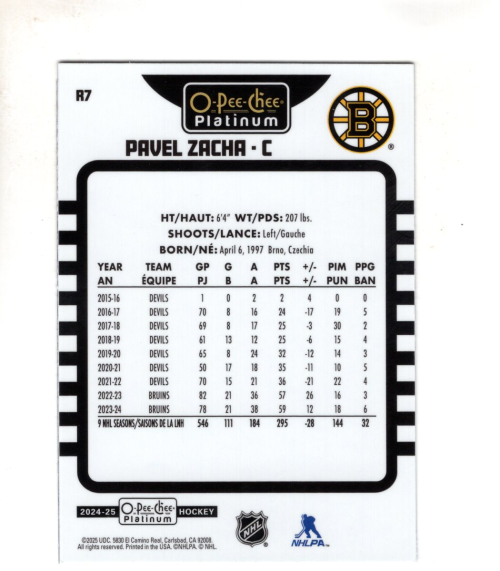 R7
O-Pee-Chee®
Platinum
B
®
PAVEL ZACHA · C
HT/HAUT: 6'4" WT/PDS: 207 lbs.
SHOOTS/LANCE: Left/Gauche
BORN/NÉ: April 6, 1997 Brno, Czechia
YEAR TEAM GP G A PTS +/- PIM PPG
AN ÉQUIPE PJ B A PTS +/- PUN BAN
2015-16 DEVILS 1 0 2 2 4 0 0
2016-17 DEVILS 70 8 16 24 -17 19 5
2017-18 DEVILS 69 8 17 25 -3 30 2
2018-19 DEVILS 61 13 12 25 -6 15 4
2019-20 DEVILS 65 8 24 32 -12 14 3
2020-21 DEVILS 50 17 18 35 -11 10 5
2021-22 DEVILS 70 15 21 36 -21 22 4
2022-23 BRUINS 82 21 36 57 26 16 3
2023-24 BRUINS 78 21 38 59 12 18 6
9 NHL SEASONS/SAISONS DE LA LNH 546 111 184 295 -28 144 32
2024-25 O-Pee-Chee® Platinum HOCKEY
NHL
NHLPA
©2025 UDC. 5830 El Camino Real, Carlsbad, CA 92008.
All rights reserved. Printed in the USA. ©NHLPA. © NHL.